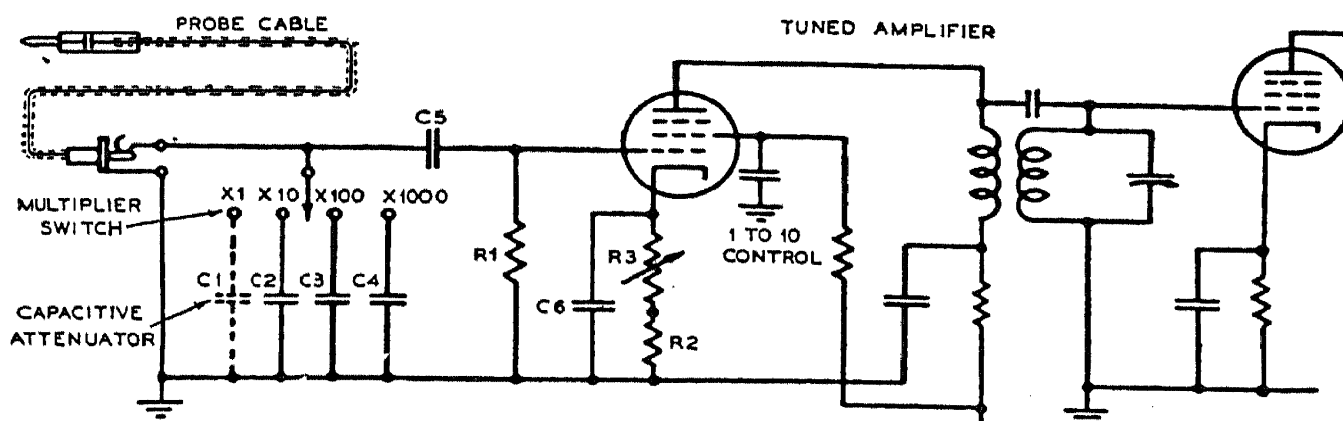 PROBE CABLE
TUNED AMPLIFIER
C5
X1 X10 X100 X1000
MULTIPLIER
SWITCH
1 TO 10
CONTROL
R1
R3
C1 C2 C3 C4
C6
CAPACITIVE
ATTENUATOR
R2